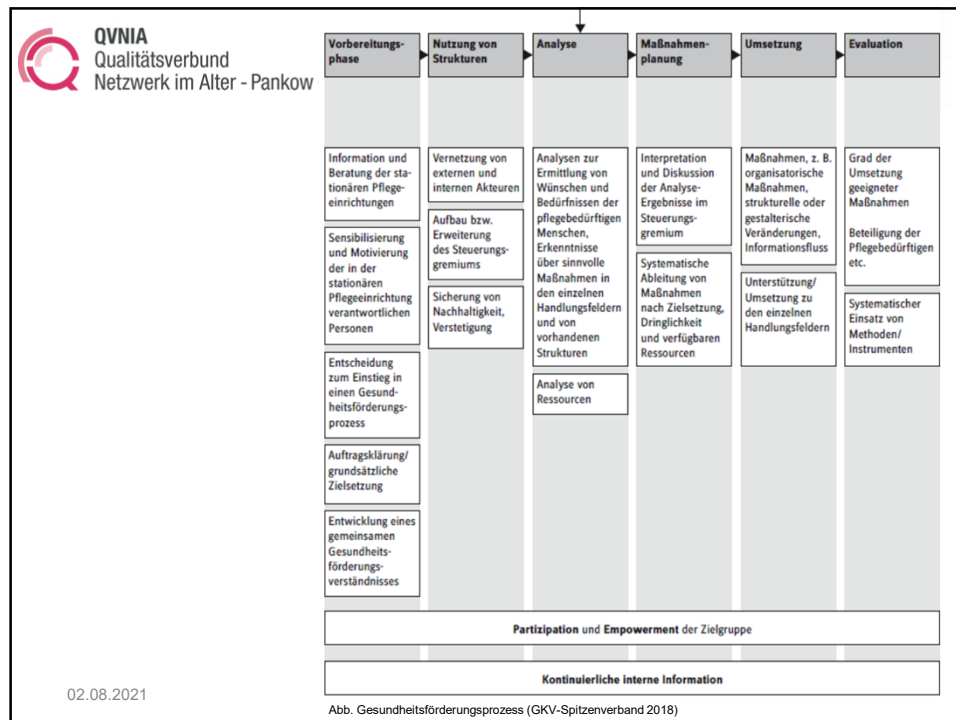 QVNIA
Qualitätsverbund
Netzwerk im Alter - Pankow
Vorbereitungs-
phase
Information und
Beratung der sta-
tionären Pflege-
einrichtungen
Sensibilisierung
und Motivierung
der in der
stationären
Pflegeeinrichtung
verantwortlichen
Personen
Entscheidung
zum Einstieg in
einen Gesund-
heitsförderungs-
prozess
Auftragsklärung/
grundsätzliche
Zielsetzung
Entwicklung eines
gemeinsamen
Gesundheits-
förderungs-
verständnisses
Nutzung von
Strukturen
Vernetzung von
externen und
internen Akteuren
Aufbau bzw.
Erweiterung
des Steuerungs-
gremiums
Sicherung von
Nachhaltigkeit,
Verstetigung
Analyse
Analysen zur
Ermittlung von
Wünschen und
Bedürfnissen der
pflegebedürftigen
Menschen,
Erkenntnisse
über sinnvolle
Maßnahmen in
den einzelnen
Handlungsfeldern
und von
vorhandenen
Strukturen
Analyse von
Ressourcen
Maßnahmen-
planung
Interpretation
und Diskussion
der Analyse-
Ergebnisse im
Steuerungs-
gremium
Systematische
Ableitung von
Maßnahmen
nach Zielsetzung,
Dringlichkeit
und verfügbaren
Ressourcen
Umsetzung
Maßnahmen, z. B.
organisatorische
Maßnahmen,
strukturelle oder
gestalterische
Veränderungen,
Informationsfluss
Unterstützung/
Umsetzung zu
den einzelnen
Handlungsfeldern
Evaluation
Grad der
Umsetzung
geeigneter
Maßnahmen
Beteiligung der
Pflegebedürftigen
etc.
Systematischer
Einsatz von
Methoden/
Instrumenten
Partizipation und Empowerment der Zielgruppe
Kontinuierliche interne Information
02.08.2021
Abb. Gesundheitsförderungsprozess (GKV-Spitzenverband 2018)